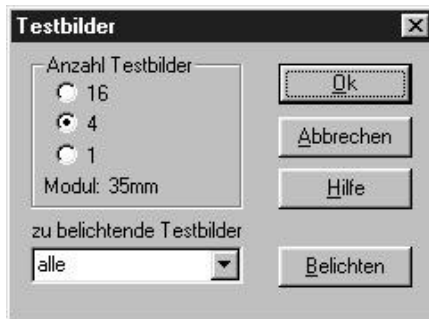 Testbilder
Anzahl Testbilder
16
4
1
Modul: 35mm
zu belichtende Testbilder
alle
Ok
Abbrechen
Hilfe
Belichten